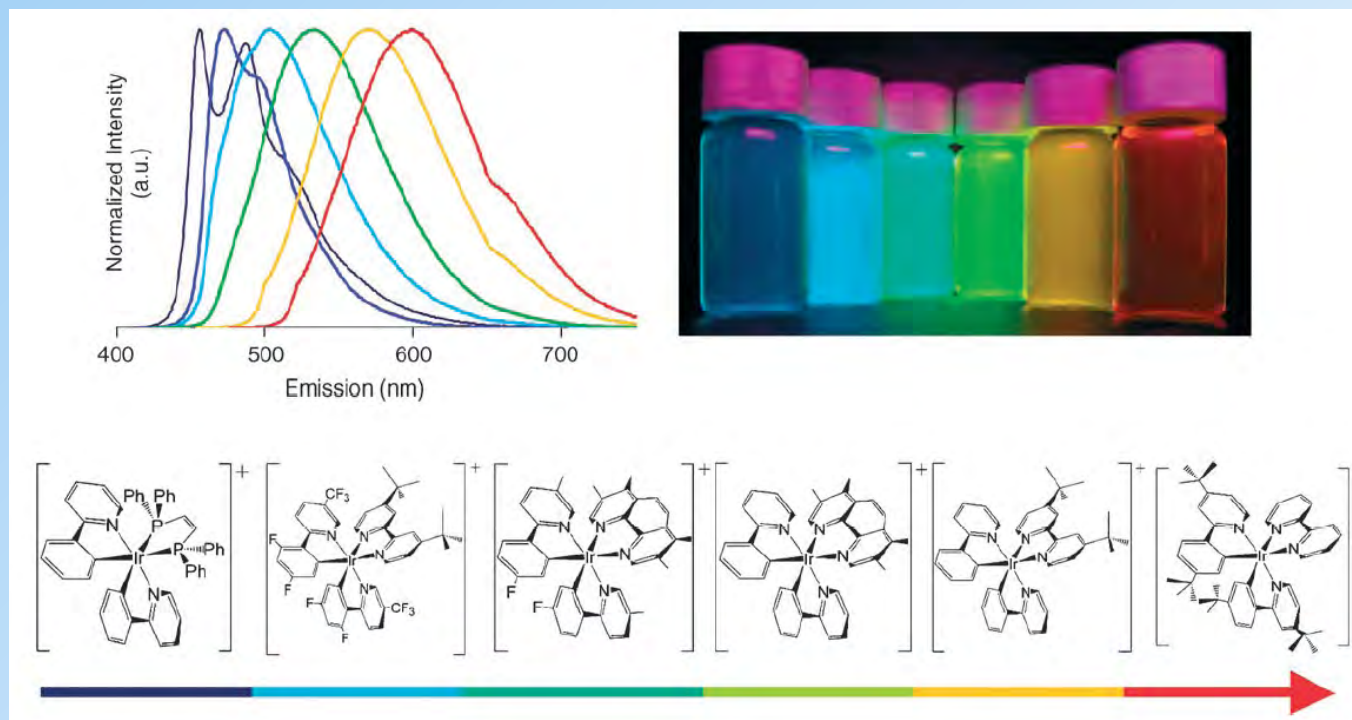 Normalized Intensity
(a.u.)
400
500
600
700
Emission (nm)
+
Ph
Ph
N
P
Ir
P
Ph
Ph
N
+
CF3
N
N
F
Ir
N
F
F
N
CF3
F
+
N
N
Ir
N
F
N
F
+
N
N
Ir
N
N
+
N
N
Ir
N
N
+
N
N
Ir
N
N